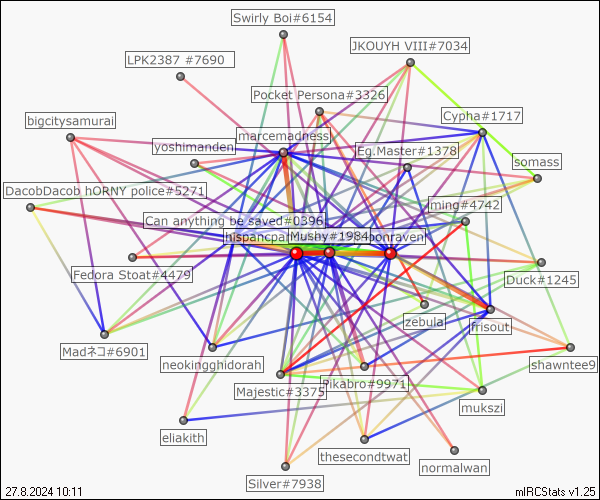 Swirly Boi#6154
JKOUYH VIII#7034
LPK2387 #7690
Pocket Persona#3326
Cypha#1717
bigcitysamurai
marcemadness
yoshimanden
Eg.Master#1378
somass
DacobDacob hORNY police#5271
ming#4742
Can anything be saved#0396
hispancpa
Mushy#1984
onraven
Fedora Stoat#4479
Duck#1245
zebula
frisout
Madネコ#6901
neokingghidorah
shawntee9
Majestic#3375
Pikabro#9971
mukszi
eliakith
thesecondtwat
normalwan
Silver#7938
27.8.2024 10:11
mIRCStats v1.25